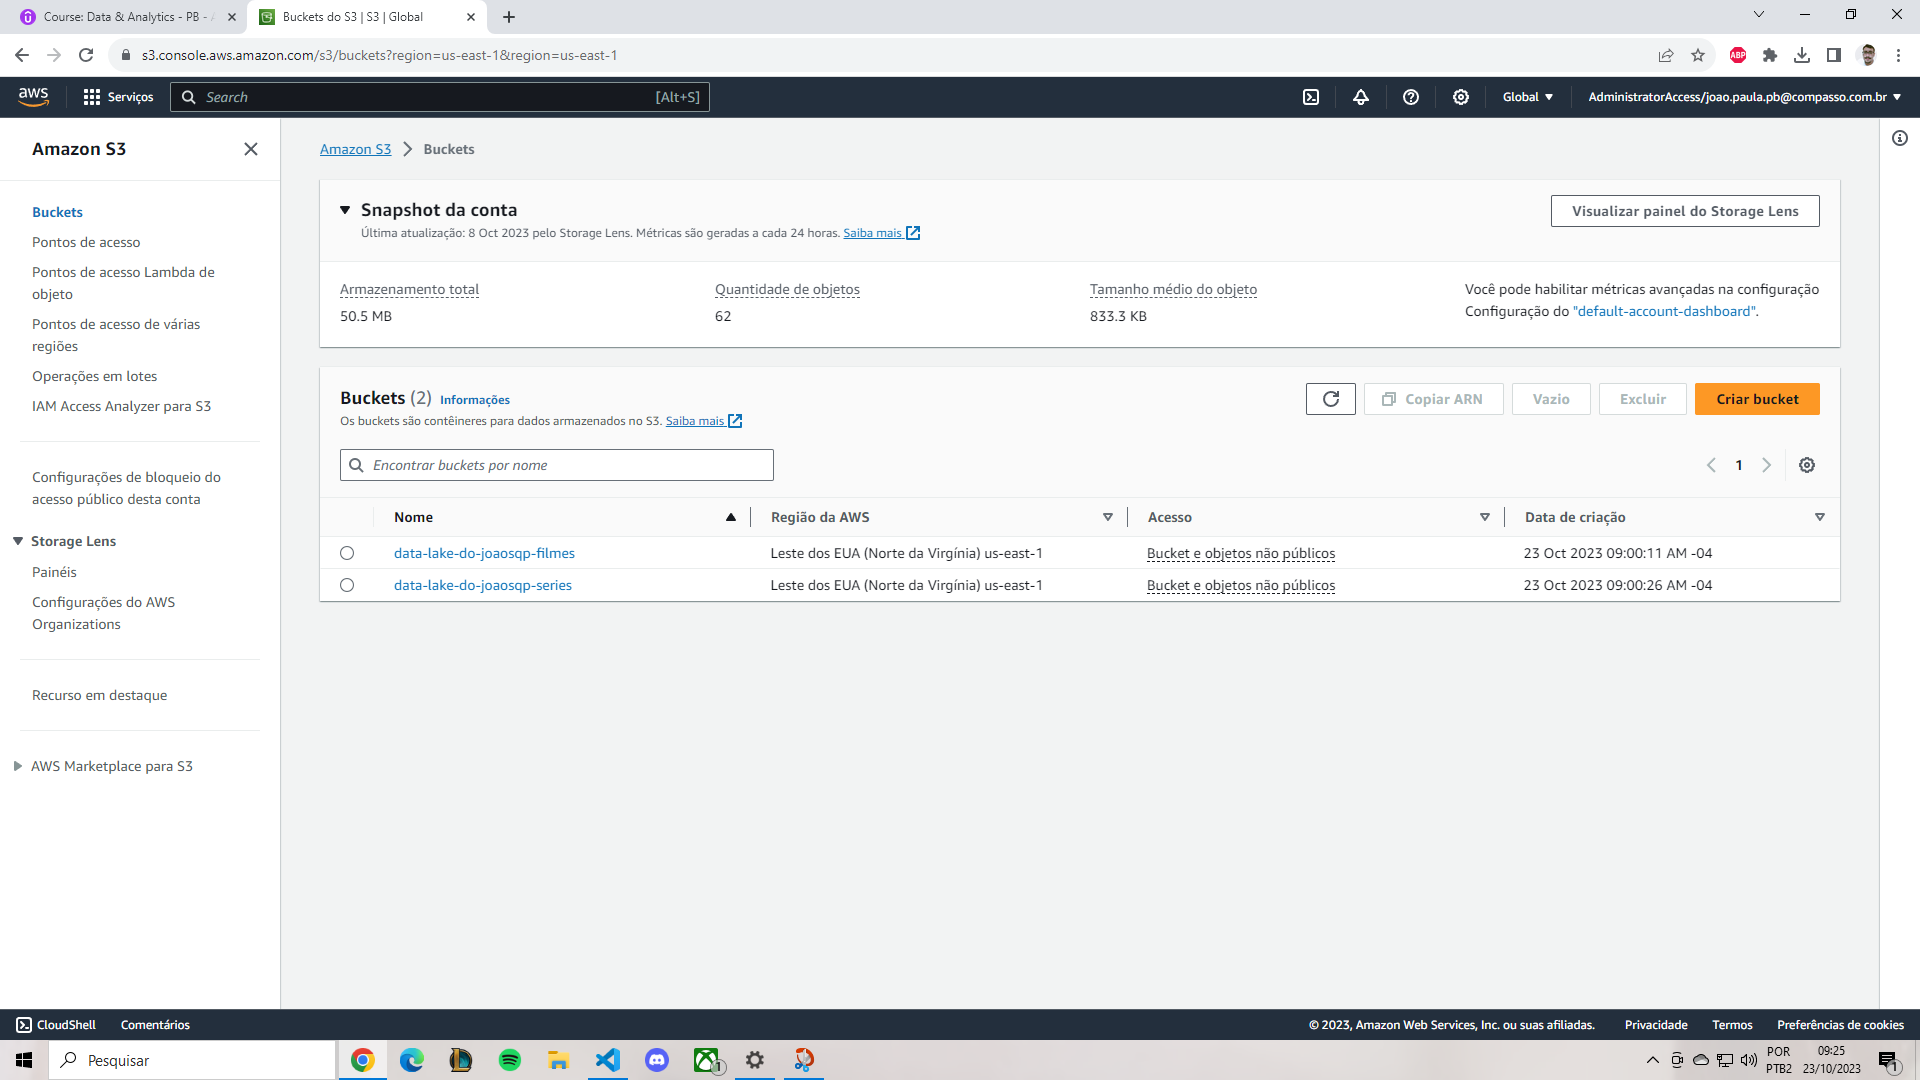 Course: Data & Analytics - PB -
Buckets do S3 | S3 | Global
s3.console.aws.amazon.com/s3/buckets?region=us-east-1&region=us-east-1
ABP
aws
Serviços
Search
[Alt+S]
Global
AdministratorAccess/joao.paula.pb@compasso.com.br
Amazon S3
Buckets
Pontos de acesso
Pontos de acesso Lambda de
objeto
Pontos de acesso de várias
regiões
Operações em lotes
IAM Access Analyzer para S3
Configurações de bloqueio do
acesso público desta conta
Storage Lens
Painéis
Configurações do AWS
Organizations
Recurso em destaque
AWS Marketplace para S3
Amazon S3 > Buckets
Snapshot da conta
Última atualização: 8 Oct 2023 pelo Storage Lens. Métricas são geradas a cada 24 horas. Saiba mais
Visualizar painel do Storage Lens
Armazenamento total
50.5 MB
Quantidade de objetos
62
Tamanho médio do objeto
833.3 KB
Você pode habilitar métricas avançadas na configuração
Configuração do "default-account-dashboard".
Buckets (2) Informações
Os buckets são contêineres para dados armazenados no S3. Saiba mais
Copiar ARN
Vazio
Excluir
Criar bucket
Encontrar buckets por nome
1
Nome Região da AWS Acesso Data de criação
data-lake-do-joaosqp-filmes Leste dos EUA (Norte da Virgínia) us-east-1 Bucket e objetos não públicos 23 Oct 2023 09:00:11 AM -04
data-lake-do-joaosqp-series Leste dos EUA (Norte da Virgínia) us-east-1 Bucket e objetos não públicos 23 Oct 2023 09:00:26 AM -04
CloudShell
Comentários
© 2023, Amazon Web Services, Inc. ou suas afiliadas.
Privacidade
Termos
Preferências de cookies
Pesquisar
1
POR
PTB2
09:25
23/10/2023
1